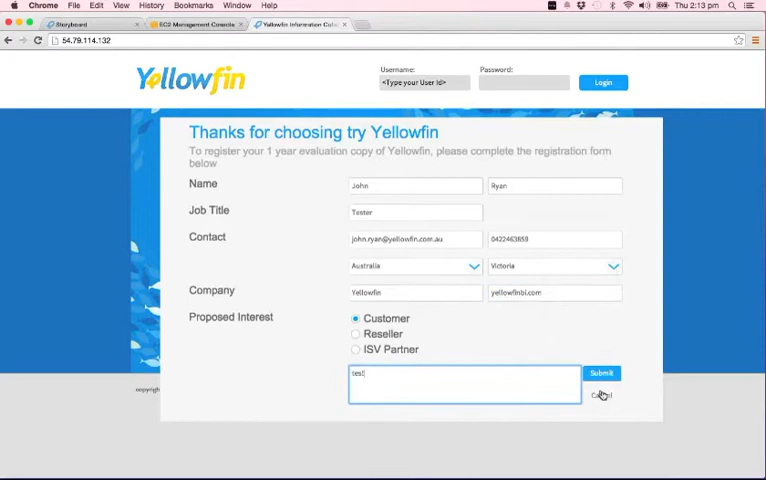 Chrome File Edit View History Bookmarks Window Help
Thu 2:13 pm
Storyboard
EC2 Management Console
Yellowfin Information Colla
54.79.114.132
Yellowfin
Username:
Password:
<Type your User Id>
Login
Thanks for choosing try Yellowfin
To register your 1 year evaluation copy of Yellowfin, please complete the registration form
below
Name
John
Ryan
Job Title
Tester
Contact
john.ryan@yellowfin.com.au
0422463859
Australia
Victoria
Company
Yellowfin
yellowfinbi.com
Proposed Interest
Customer
Reseller
ISV Partner
test
Submit
copyright